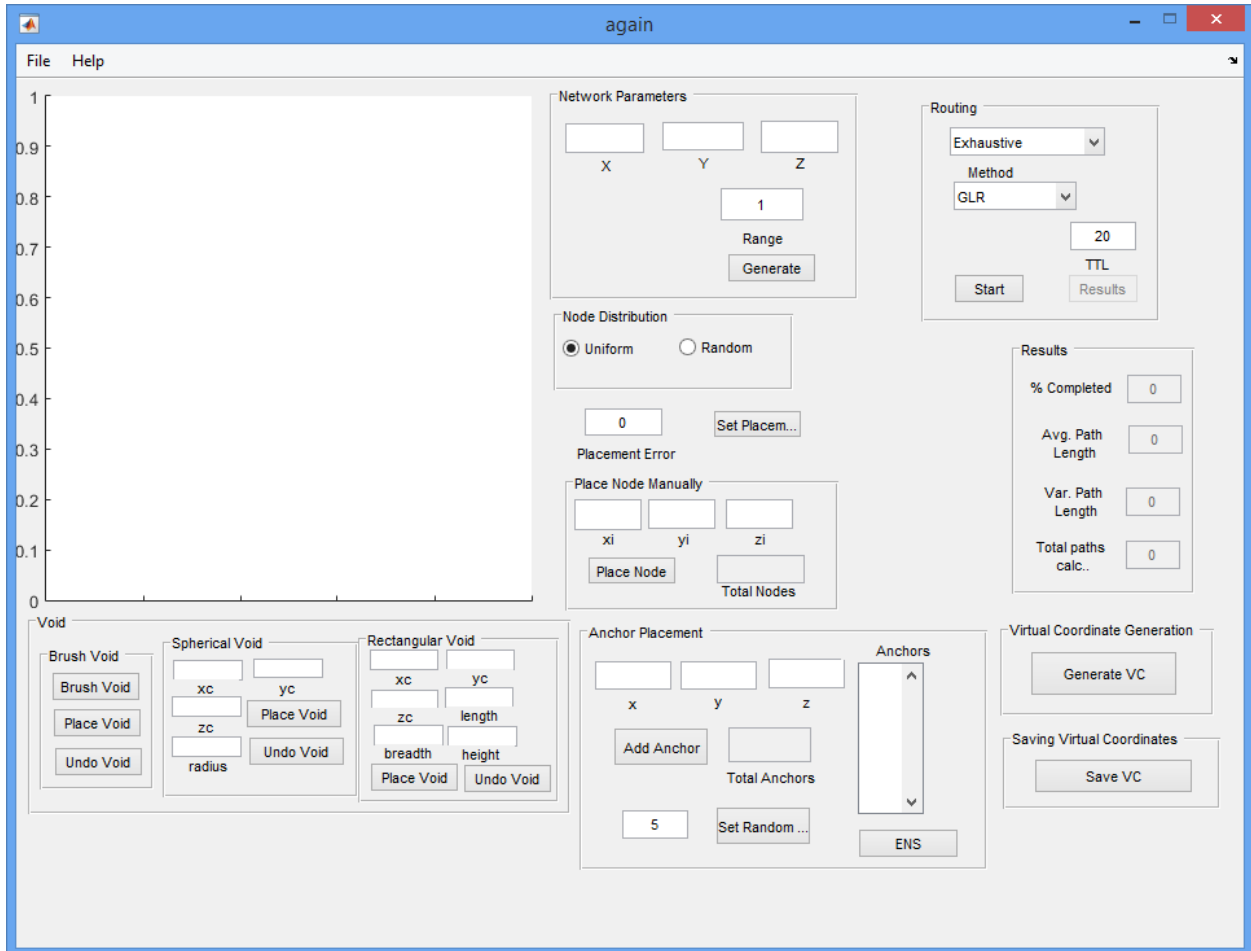 again
File Help
1
0.9
0.8
0.7
0.6
0.5
0.4
0.3
0.2
0.1
0
Network Parameters
X Y Z
1
Range
Generate
Routing
Exhaustive
Method
GLR
20
TTL
Start Results
Node Distribution
Uniform Random
0 Set Placem...
Placement Error
Place Node Manually
xi yi zi
Place Node
Total Nodes
Results
% Completed 0
Avg. Path
Length
0
Var. Path
Length
0
Total paths
calc..
0
Void
Brush Void
Brush Void
Place Void
Undo Void
Spherical Void
xc yc
zc
Place Void
radius
Undo Void
Rectangular Void
xc yc
zc length
breadth height
Place Void Undo Void
Anchor Placement
Anchors
x y z
Add Anchor
Total Anchors
5 Set Random ...
ENS
Virtual Coordinate Generation
Generate VC
Saving Virtual Coordinates
Save VC